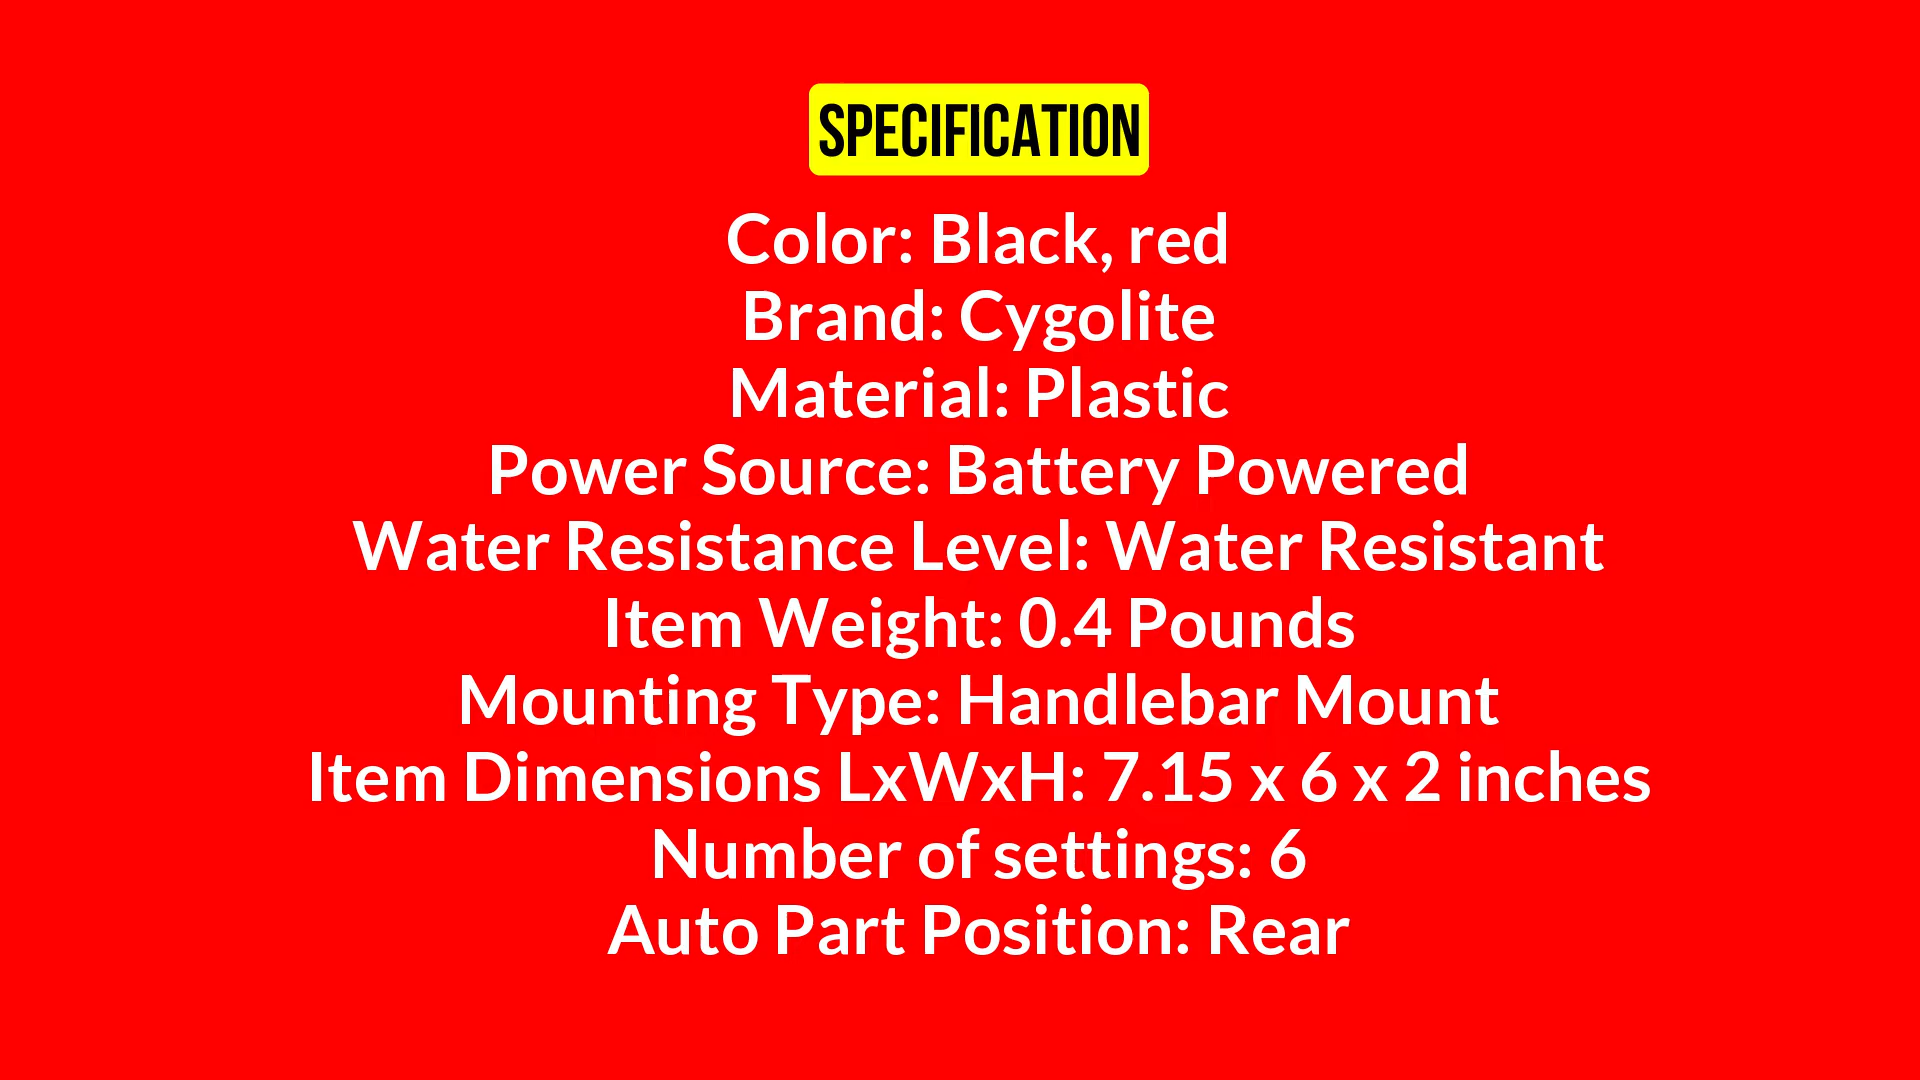 SPECIFICATION
Color: Black, red
Brand: Cygolite
Material: Plastic
Power Source: Battery Powered
Water Resistance Level: Water Resistant
Item Weight: 0.4 Pounds
Mounting Type: Handlebar Mount
Item Dimensions LxWxH: 7.15 x 6 x 2 inches
Number of settings: 6
Auto Part Position: Rear